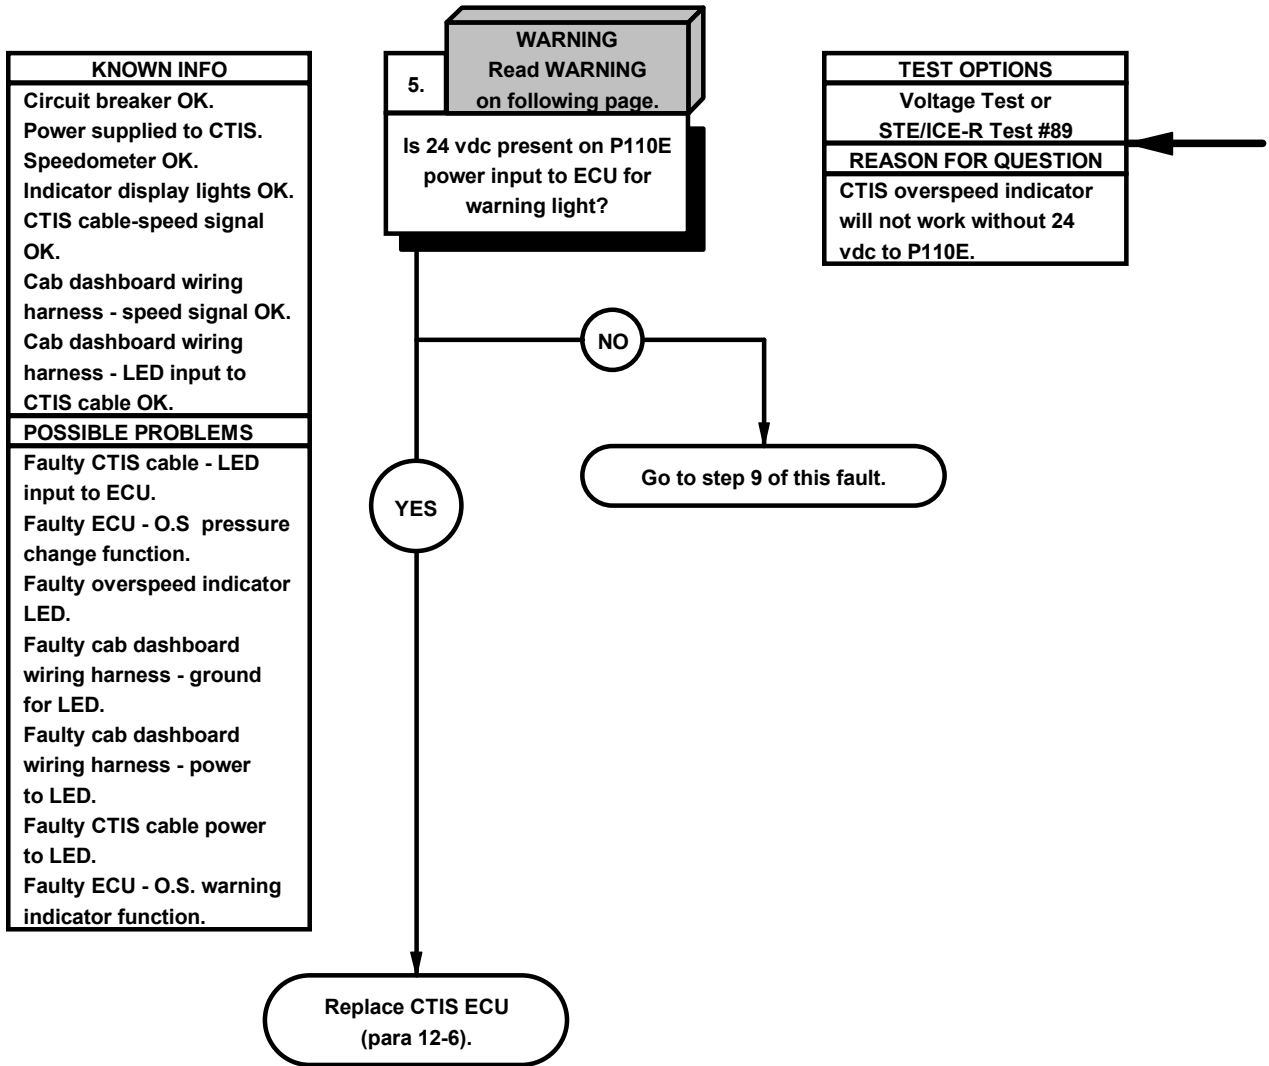 KNOWN INFO
Circuit breaker OK.
Power supplied to CTIS.
Speedometer OK.
Indicator display lights OK.
CTIS cable-speed signal
OK.
Cab dashboard wiring
harness - speed signal OK.
Cab dashboard wiring
harness - LED input to
CTIS cable OK.
POSSIBLE PROBLEMS
Faulty CTIS cable - LED
input to ECU.
Faulty ECU - O.S  pressure
change function.
Faulty overspeed indicator
LED.
Faulty cab dashboard
wiring harness - ground
for LED.
Faulty cab dashboard
wiring harness - power
to LED.
Faulty CTIS cable power
to LED.
Faulty ECU - O.S. warning
indicator function.
WARNING
Read WARNING
on following page.
5.
Is 24 vdc present on P110E
power input to ECU for
warning light?
NO
Go to step 9 of this fault.
YES
Replace CTIS ECU
(para 12-6).
TEST OPTIONS
Voltage Test or
STE/ICE-R Test #89
REASON FOR QUESTION
CTIS overspeed indicator
will not work without 24
vdc to P110E.